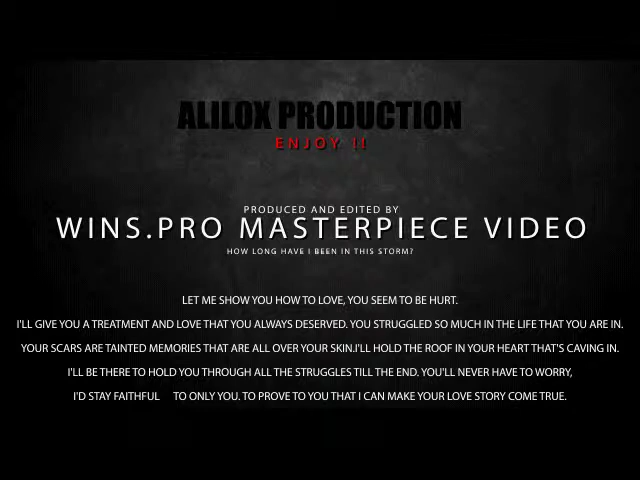 ALILOX PRODUCTION
ENJOY !!
PRODUCED AND EDITED BY
WINS.PRO MASTERPIECE VIDEO
HOW LONG HAVE I BEEN IN THIS STORM?
LET ME SHOW YOU HOW TO LOVE, YOU SEEM TO BE HURT.
I'LL GIVE YOU A TREATMENT AND LOVE THAT YOU ALWAYS DESERVED. YOU STRUGGLED SO MUCH IN THE LIFE THAT YOU ARE IN.
YOUR SCARS ARE TAINTED MEMORIES THAT ARE ALL OVER YOUR SKIN.I'LL HOLD THE ROOF IN YOUR HEART THAT'S CAVING IN.
I'LL BE THERE TO HOLD YOU THROUGH ALL THE STRUGGLES TILL THE END. YOU'LL NEVER HAVE TO WORRY,
I'D STAY FAITHFUL TO ONLY YOU. TO PROVE TO YOU THAT I CAN MAKE YOUR LOVE STORY COME TRUE.